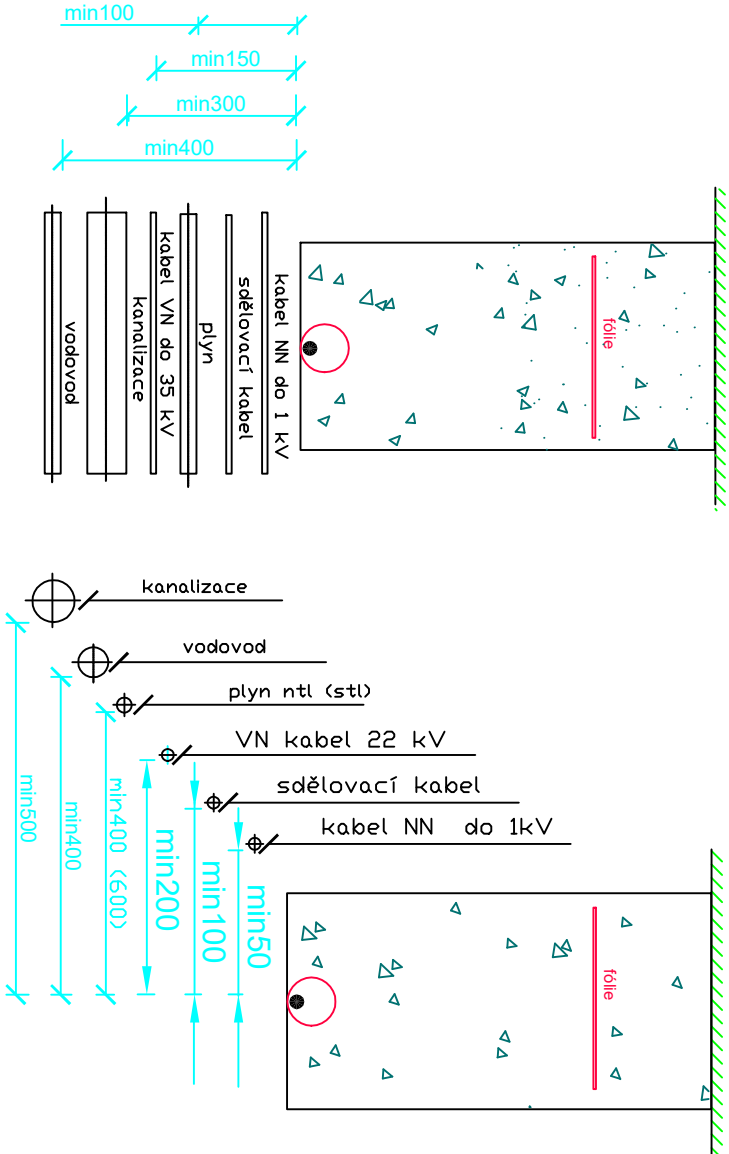 min100
min150
min300
min400
kabel NN do 1 kV
sdělovací kabel
plyn
kabel VN do 35 kV
kanalizace
vodovod
fólie
kanalizace
vodovod
plyn ntl (stl)
VN kabel 22 kV
sdělovací kabel
kabel NN do 1kV
min500
min400
min400 (600)
min200
min100
min50
fólie